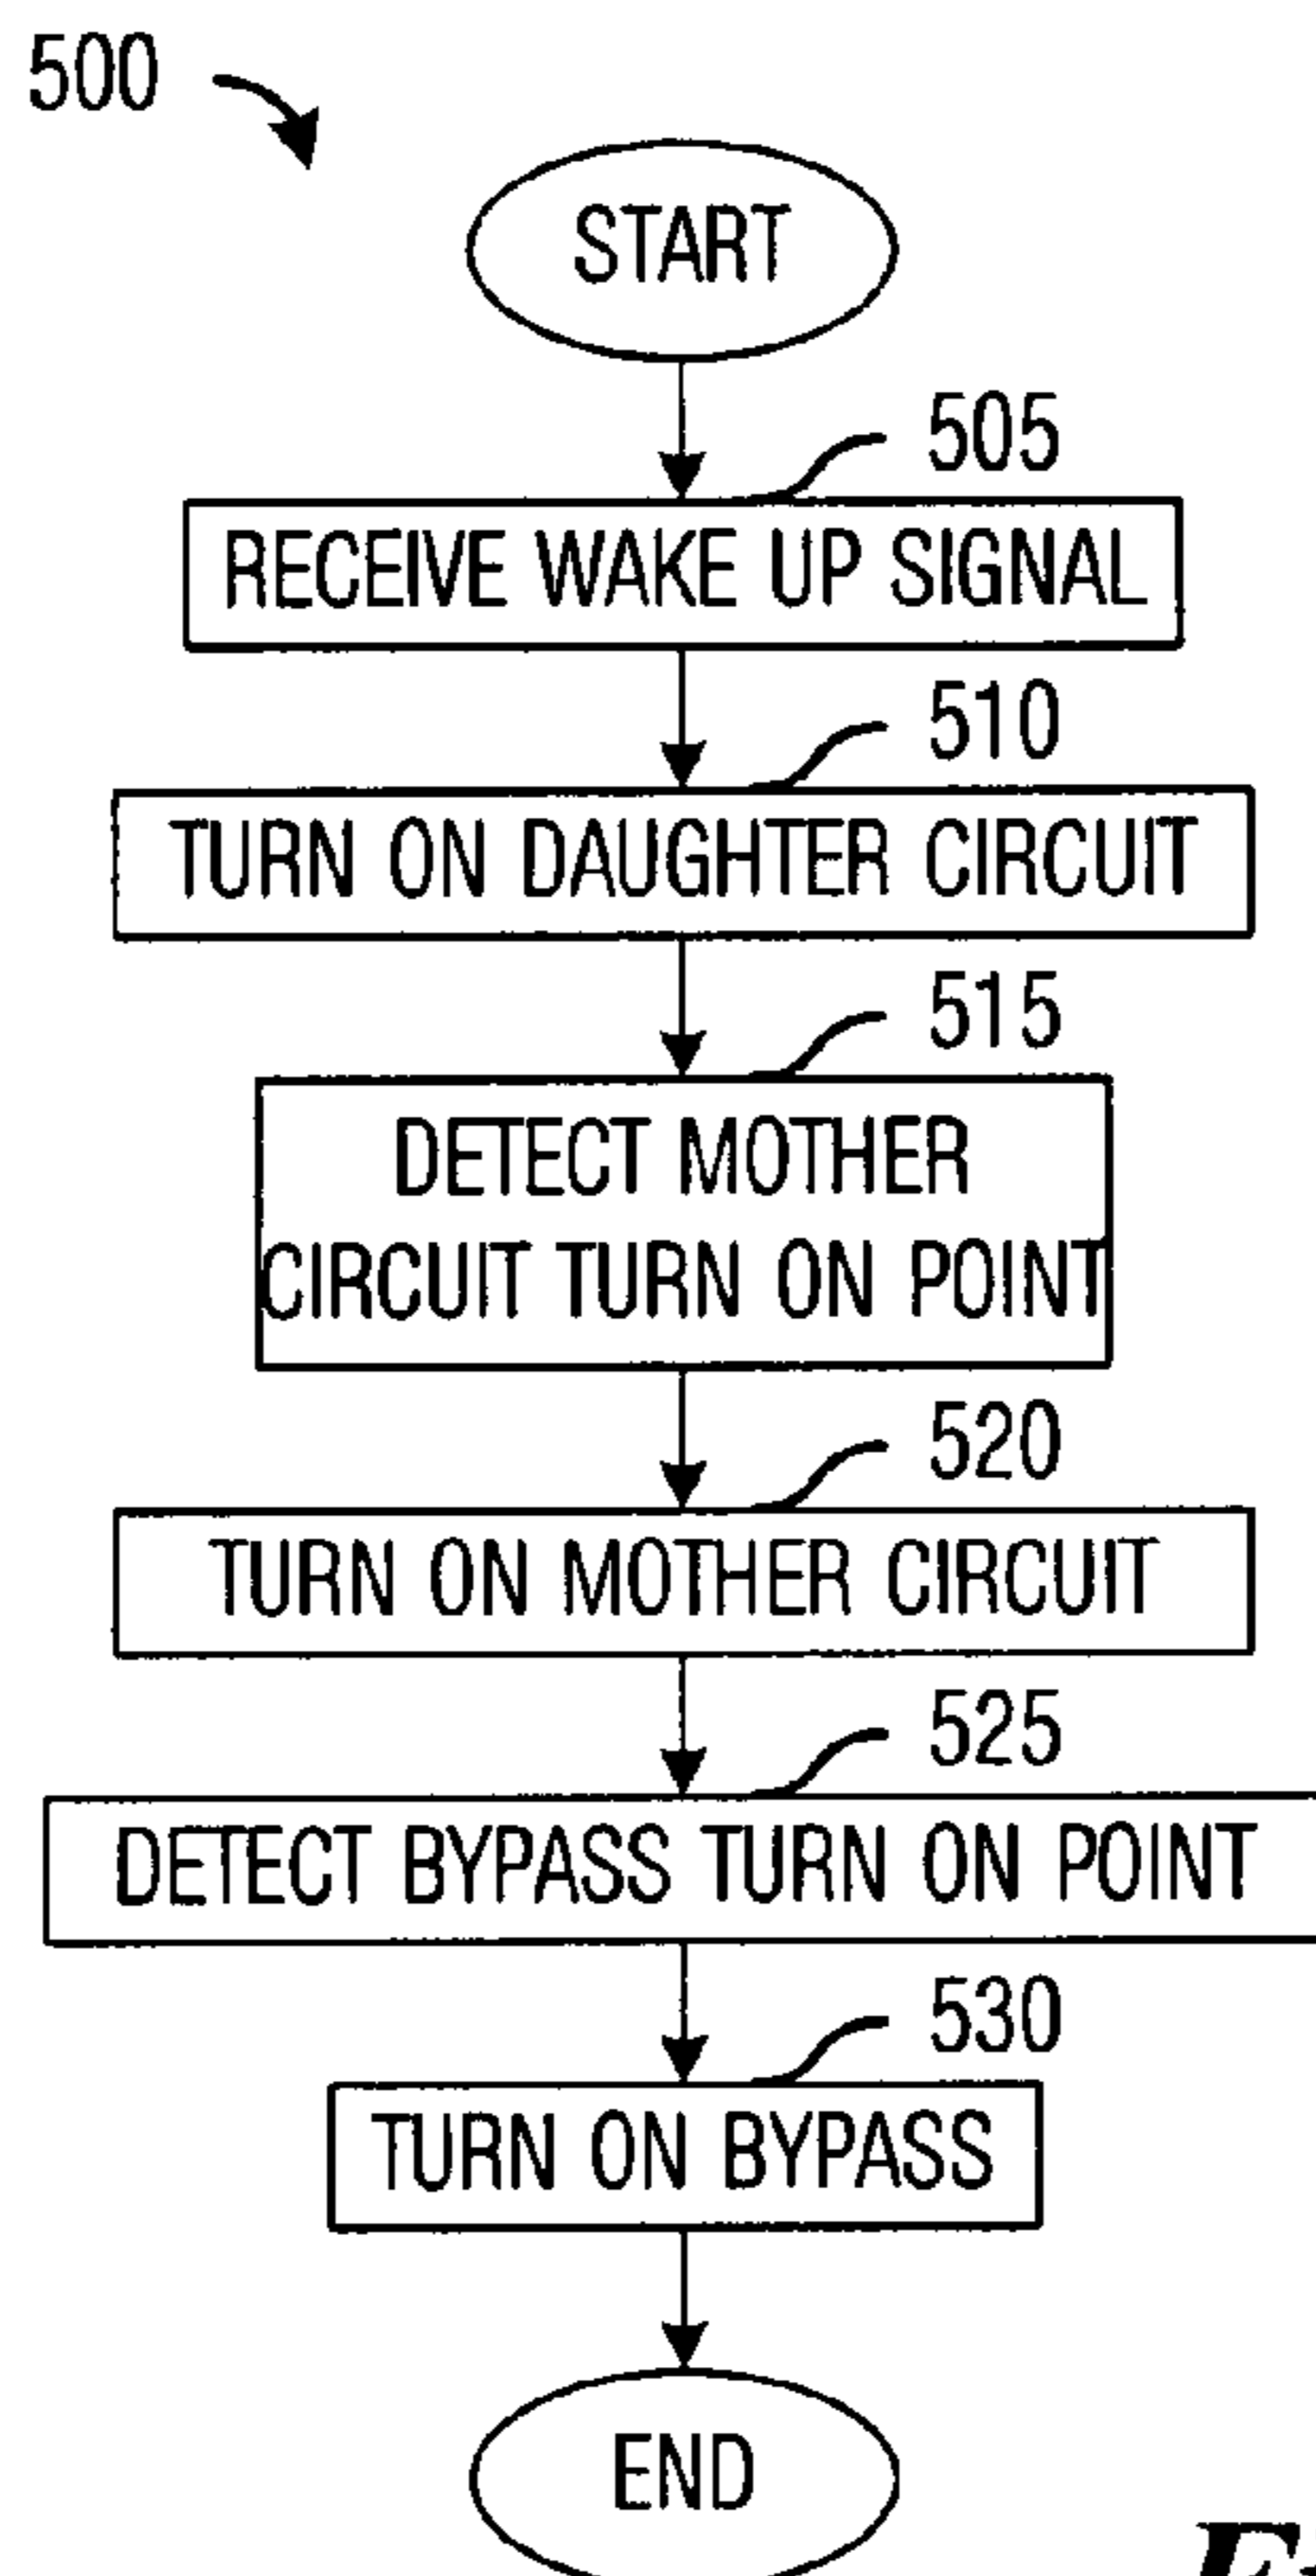 500
START
505
RECEIVE WAKE UP SIGNAL
510
TURN ON DAUGHTER CIRCUIT
515
DETECT MOTHER
CIRCUIT TURN ON POINT
520
TURN ON MOTHER CIRCUIT
525
DETECT BYPASS TURN ON POINT
530
TURN ON BYPASS
END